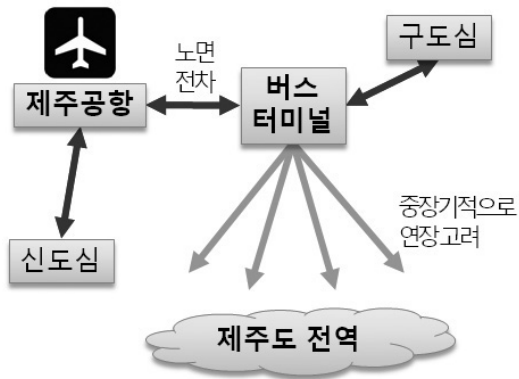 구도심
노면
전차
제주공항
버스
터미널
신도심
중장기적으로
연장 고려
제주도 전역